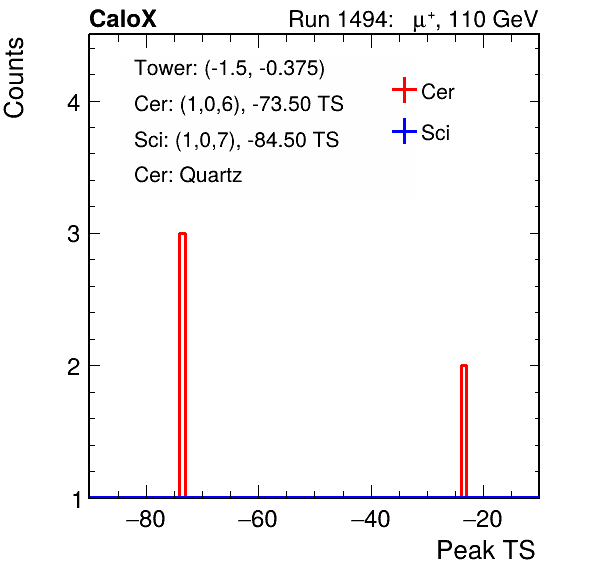 CaloX Run 1494: μ⁺, 110 GeV
Counts
Tower: (-1.5, -0.375)
Cer: (1,0,6), -73.50 TS
Sci: (1,0,7), -84.50 TS
Cer: Quartz
Cer
Sci
4
3
2
1
−80 −60 −40 −20
Peak TS